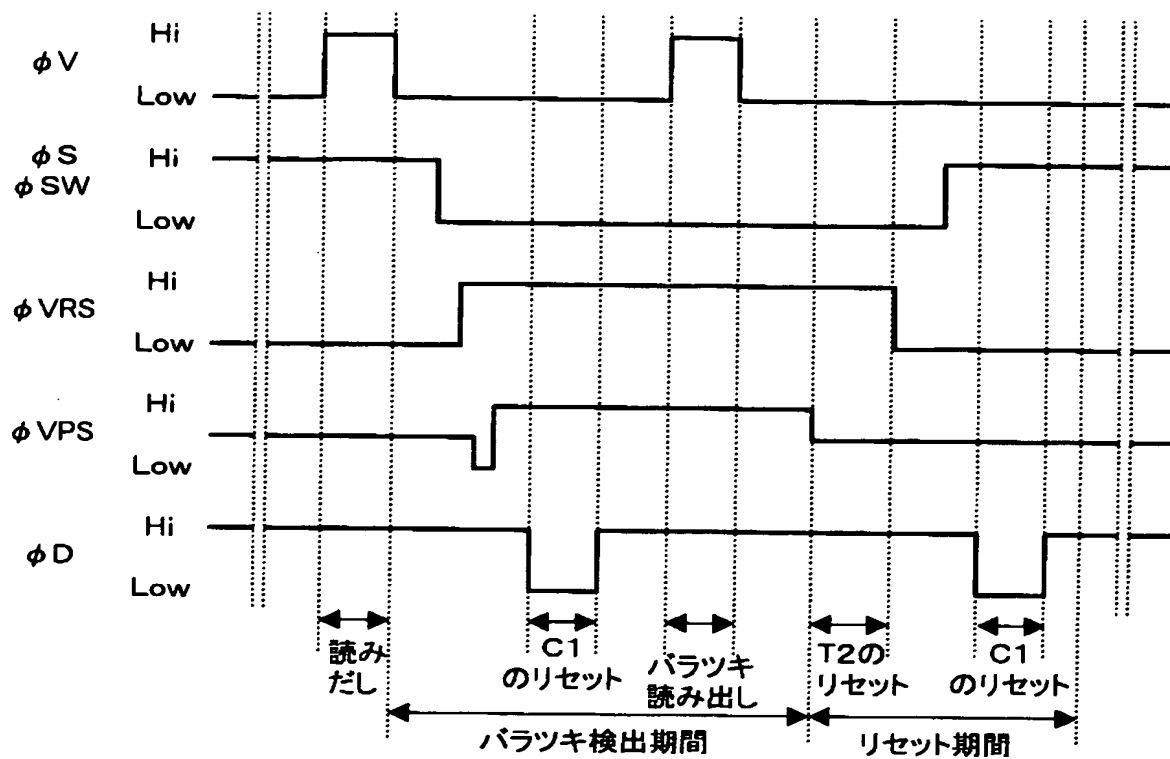 φV
Hi
Low
φS
φSW
Hi
Low
φVRS
Hi
Low
φVPS
Hi
Low
φD
Hi
Low
読み
だし
C1
のリセット
バラツキ
読み出し
T2の
リセット
C1
のリセット
バラツキ検出期間
リセット期間